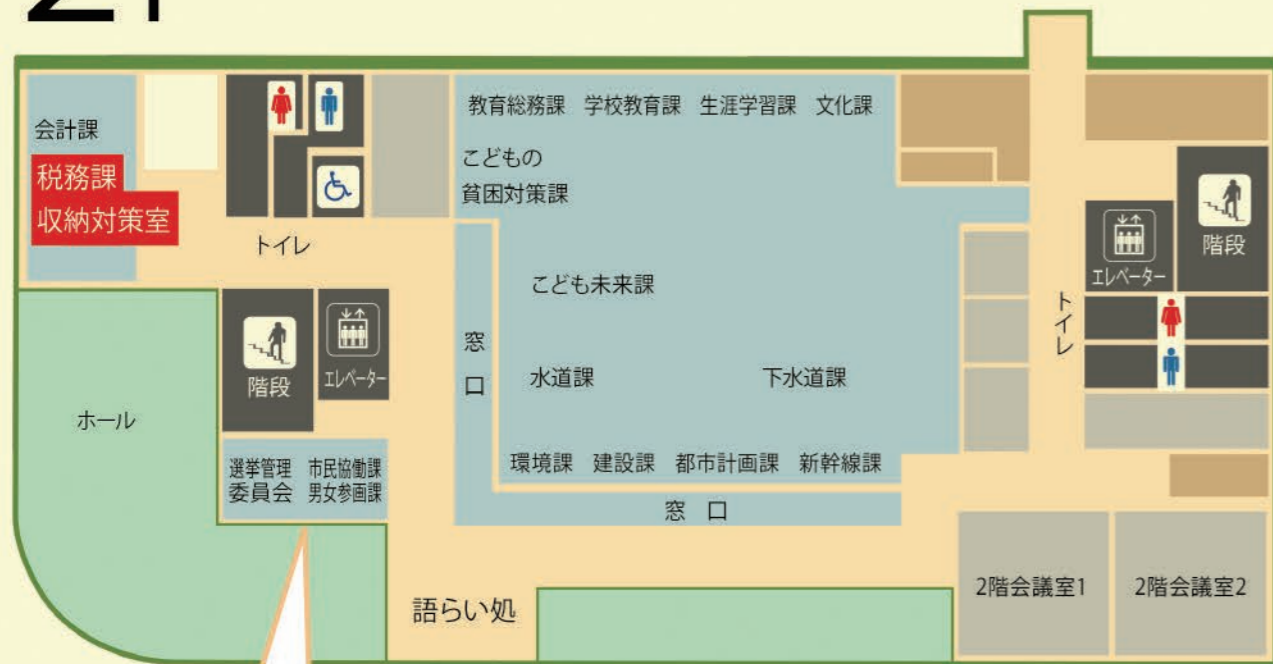 会計課
税務課
収納対策室
トイレ
教育総務課 学校教育課 生涯学習課 文化課
こどもの
貧困対策課
こども未来課
窓
口
水道課 下水道課
環境課 建設課 都市計画課 新幹線課
窓 口
階段
エレベーター
ホール
選挙管理
委員会
市民協働課
男女参画課
語らい処
エレベーター
階段
トイレ
2階会議室1
2階会議室2